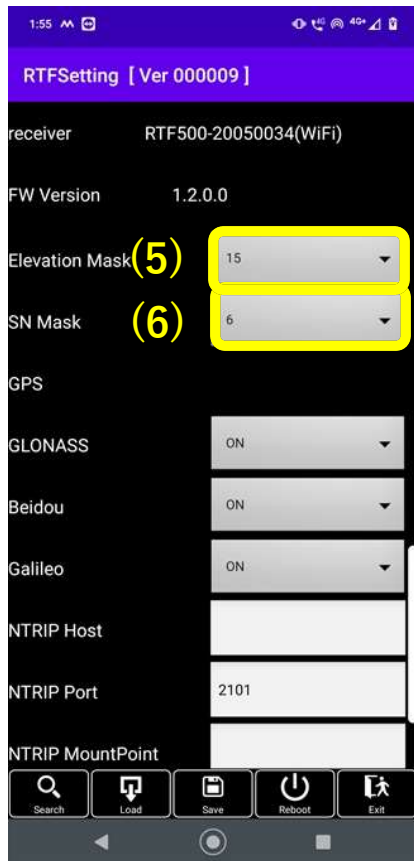 1:55
4G+
RTFSetting [ Ver 000009 ]
receiver RTF500-20050034(WiFi)
FW Version 1.2.0.0
Elevation Mask (5) 15
SN Mask (6) 6
GPS
GLONASS ON
Beidou ON
Galileo ON
NTRIP Host
NTRIP Port 2101
NTRIP MountPoint
Search Load Save Reboot Exit